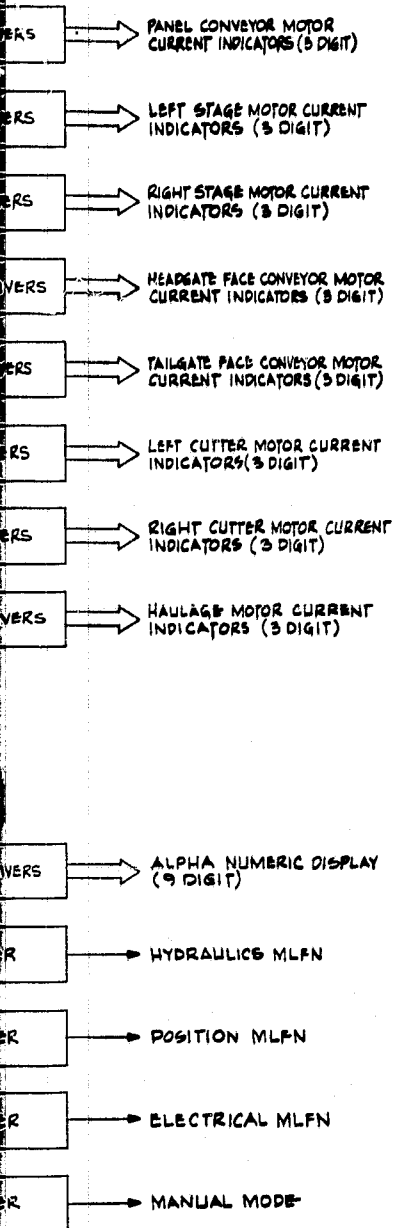 ERS
PANEL CONVEYOR MOTOR
CURRENT INDICATORS (3 DIGIT)
ERS
LEFT STAGE MOTOR CURRENT
INDICATORS (3 DIGIT)
ERS
RIGHT STAGE MOTOR CURRENT
INDICATORS (3 DIGIT)
VERS
HEADGATE FACE CONVEYOR MOTOR
CURRENT INDICATORS (3 DIGIT)
ERS
TAILGATE FACE CONVEYOR MOTOR
CURRENT INDICATORS (3 DIGIT)
ERS
LEFT CUTTER MOTOR CURRENT
INDICATORS (3 DIGIT)
ERS
RIGHT CUTTER MOTOR CURRENT
INDICATORS (3 DIGIT)
VERS
HAULAGE MOTOR CURRENT
INDICATORS (3 DIGIT)
VERS
ALPHA NUMERIC DISPLAY
(9 DIGIT)
R
HYDRAULICS MLFN
ER
POSITION MLFN
ER
ELECTRICAL MLFN
ER
MANUAL MODE